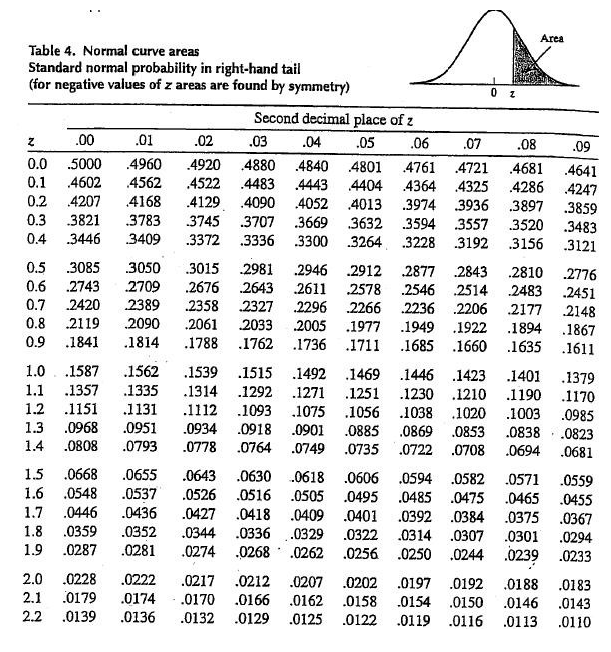 Table 4. Normal curve areas
Standard normal probability in right-hand tail
(for negative values of z areas are found by symmetry)
Area
0 z
Second decimal place of z
z .00 .01 .02 .03 .04 .05 .06 .07 .08 .09
0.0 .5000 .4960 .4920 .4880 .4840 .4801 .4761 .4721 .4681 .4641
0.1 .4602 .4562 .4522 .4483 .4443 .4404 .4364 .4325 .4286 .4247
0.2 .4207 .4168 .4129 .4090 .4052 .4013 .3974 .3936 .3897 .3859
0.3 .3821 .3783 .3745 .3707 .3669 .3632 .3594 .3557 .3520 .3483
0.4 .3446 .3409 .3372 .3336 .3300 .3264 .3228 .3192 .3156 .3121
0.5 .3085 .3050 .3015 .2981 .2946 .2912 .2877 .2843 .2810 .2776
0.6 .2743 .2709 .2676 .2643 .2611 .2578 .2546 .2514 .2483 .2451
0.7 .2420 .2389 .2358 .2327 .2296 .2266 .2236 .2206 .2177 .2148
0.8 .2119 .2090 .2061 .2033 .2005 .1977 .1949 .1922 .1894 .1867
0.9 .1841 .1814 .1788 .1762 .1736 .1711 .1685 .1660 .1635 .1611
1.0 .1587 .1562 .1539 .1515 .1492 .1469 .1446 .1423 .1401 .1379
1.1 .1357 .1335 .1314 .1292 .1271 .1251 .1230 .1210 .1190 .1170
1.2 .1151 .1131 .1112 .1093 .1075 .1056 .1038 .1020 .1003 .0985
1.3 .0968 .0951 .0934 .0918 .0901 .0885 .0869 .0853 .0838 .0823
1.4 .0808 .0793 .0778 .0764 .0749 .0735 .0722 .0708 .0694 .0681
1.5 .0668 .0655 .0643 .0630 .0618 .0606 .0594 .0582 .0571 .0559
1.6 .0548 .0537 .0526 .0516 .0505 .0495 .0485 .0475 .0465 .0455
1.7 .0446 .0436 .0427 .0418 .0409 .0401 .0392 .0384 .0375 .0367
1.8 .0359 .0352 .0344 .0336 .0329 .0322 .0314 .0307 .0301 .0294
1.9 .0287 .0281 .0274 .0268 .0262 .0256 .0250 .0244 .0239 .0233
2.0 .0228 .0222 .0217 .0212 .0207 .0202 .0197 .0192 .0188 .0183
2.1 .0179 .0174 .0170 .0166 .0162 .0158 .0154 .0150 .0146 .0143
2.2 .0139 .0136 .0132 .0129 .0125 .0122 .0119 .0116 .0113 .0110